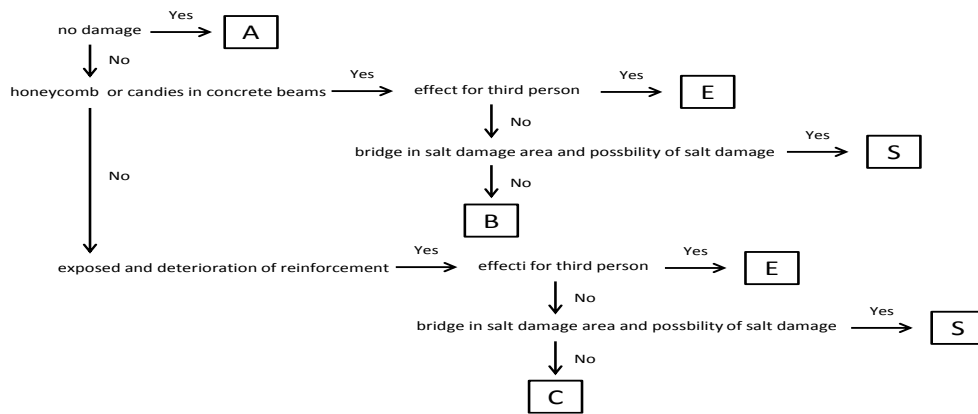 no damage Yes A
No
honeycomb or candies in concrete beams Yes effect for third person Yes E
No
bridge in salt damage area and possbility of salt damage Yes S
No
No
B
exposed and deterioration of reinforcement Yes effecti for third person Yes E
No
bridge in salt damage area and possbility of salt damage Yes S
No
C